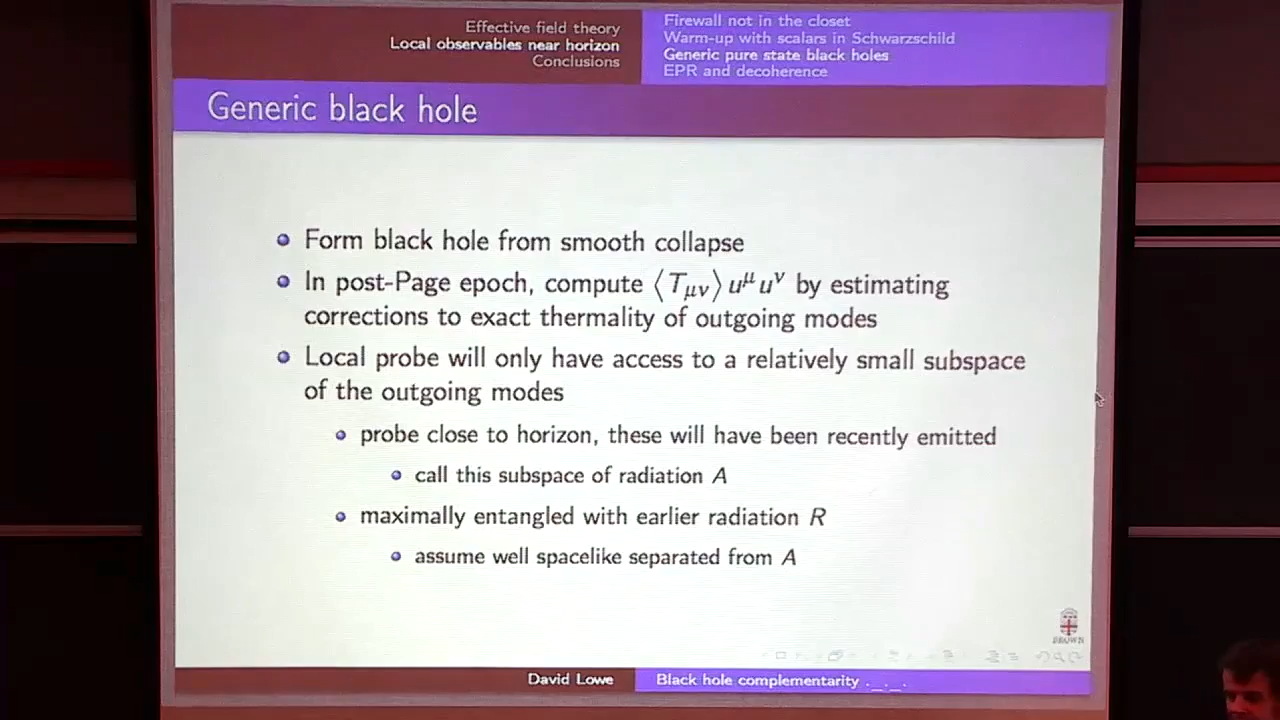 Effective field theory
Local observables near horizon
Conclusions
Firewall not in the closet
Warm-up with scalars in Schwarzschild
Generic pure state black holes
EPR and decoherence
Generic black hole
Form black hole from smooth collapse
In post-Page epoch, compute ⟨Tμν⟩ u^μ u^ν by estimating
corrections to exact thermality of outgoing modes
Local probe will only have access to a relatively small subspace
of the outgoing modes
probe close to horizon, these will have been recently emitted
call this subspace of radiation A
maximally entangled with earlier radiation R
assume well spacelike separated from A
BROWN
David Lowe
Black hole complementarity . _ . _ .